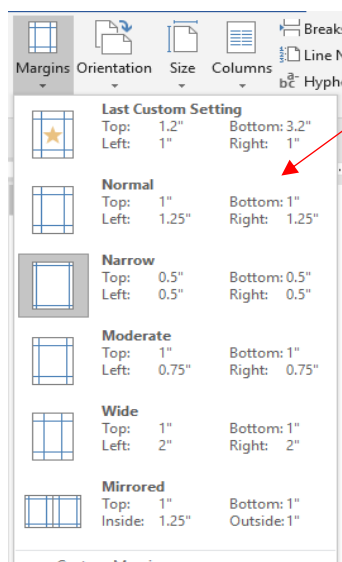 Breaks
Margins Orientation Size Columns
Line N
bc Hyph
Last Custom Setting
Top: 1.2" Bottom: 3.2"
Left: 1" Right: 1"
Normal
Top: 1" Bottom: 1"
Left: 1.25" Right: 1.25"
Narrow
Top: 0.5" Bottom: 0.5"
Left: 0.5" Right: 0.5"
Moderate
Top: 1" Bottom: 1"
Left: 0.75" Right: 0.75"
Wide
Top: 1" Bottom: 1"
Left: 2" Right: 2"
Mirrored
Top: 1" Bottom: 1"
Inside: 1.25" Outside: 1"